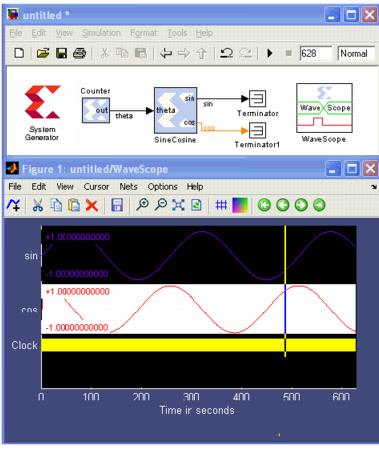 untitled *
File Edit View Simulation Format Tools Help
628 Normal
Counter
out
theta
theta
sin
cos
sin
cos
Terminator
Terminator1
Wave Scope
System
Generator
SineCosine
WaveScope
Figure 1: untitled/WaveScope
File Edit View Cursor Nets Options Help
+1.00000000000
sin
-1.00000000000
+1.00000000000
cos
-1.00000000000
Clock
0 100 200 300 400 500 600
Time in seconds